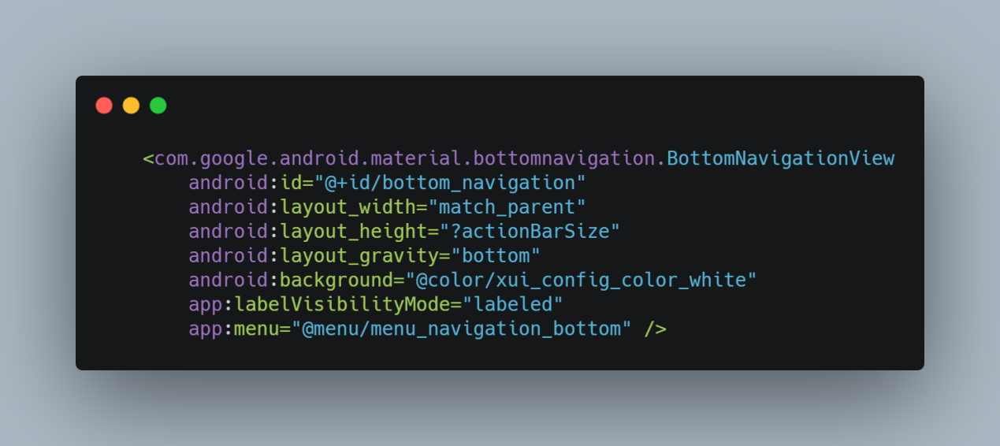 <com.google.android.material.bottomnavigation.BottomNavigationView
android:id="@+id/bottom_navigation"
android:layout_width="match_parent"
android:layout_height="?actionBarSize"
android:layout_gravity="bottom"
android:background="@color/xui_config_color_white"
app:labelVisibilityMode="labeled"
app:menu="@menu/menu_navigation_bottom" />